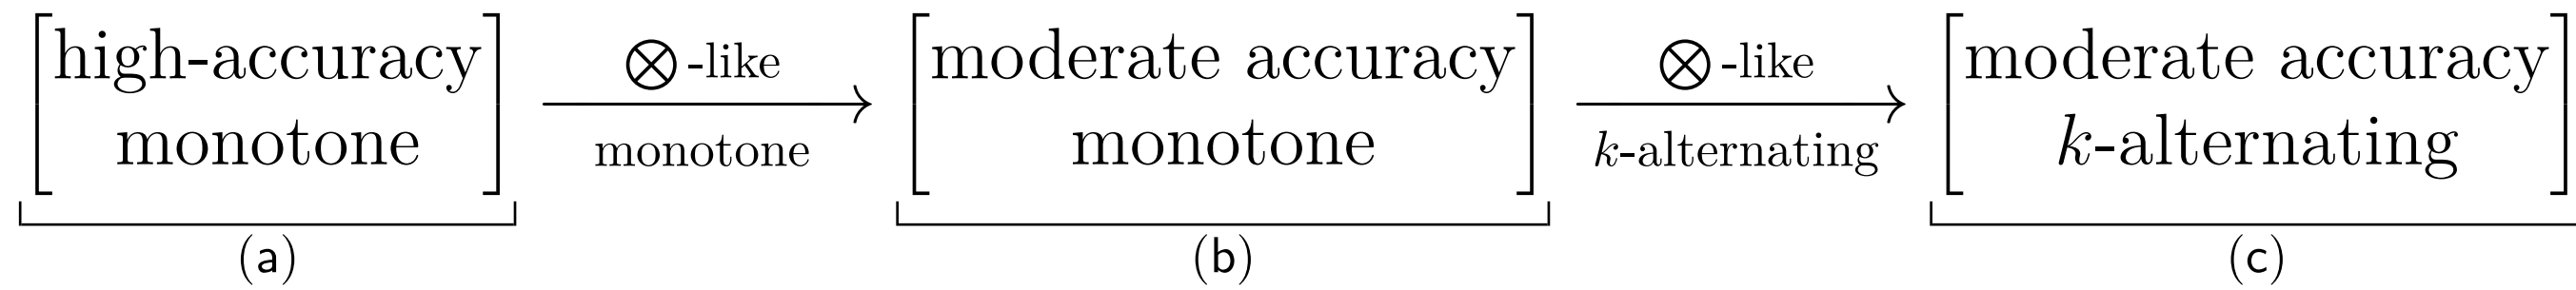 high-accuracy monotone
⊗-like
monotone
moderate accuracy monotone
⊗-like
k-alternating
moderate accuracy k-alternating
(a)
(b)
(c)